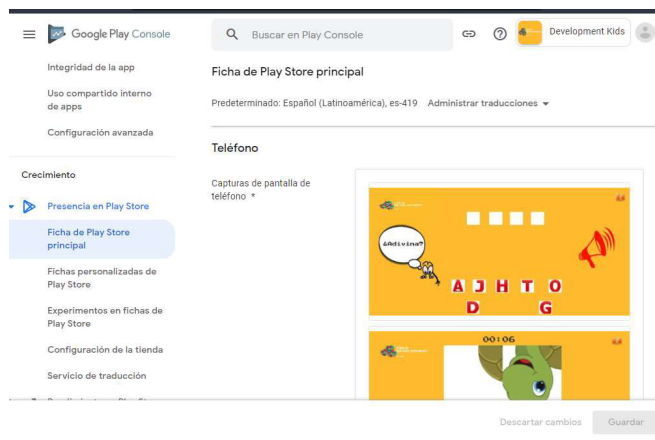 Google Play Console
Buscar en Play Console
Development Kids
Integridad de la app
Uso compartido interno
de apps
Configuración avanzada
Crecimiento
Presencia en Play Store
Ficha de Play Store
principal
Fichas personalizadas de
Play Store
Experimentos en fichas de
Play Store
Configuración de la tienda
Servicio de traducción
Ficha de Play Store principal
Predeterminado: Español (Latinoamérica), es-419 Administrar traducciones
Teléfono
Capturas de pantalla de
teléfono *
¿Adivina?
A J H T O
D G
00:06
Descartar cambios Guardar